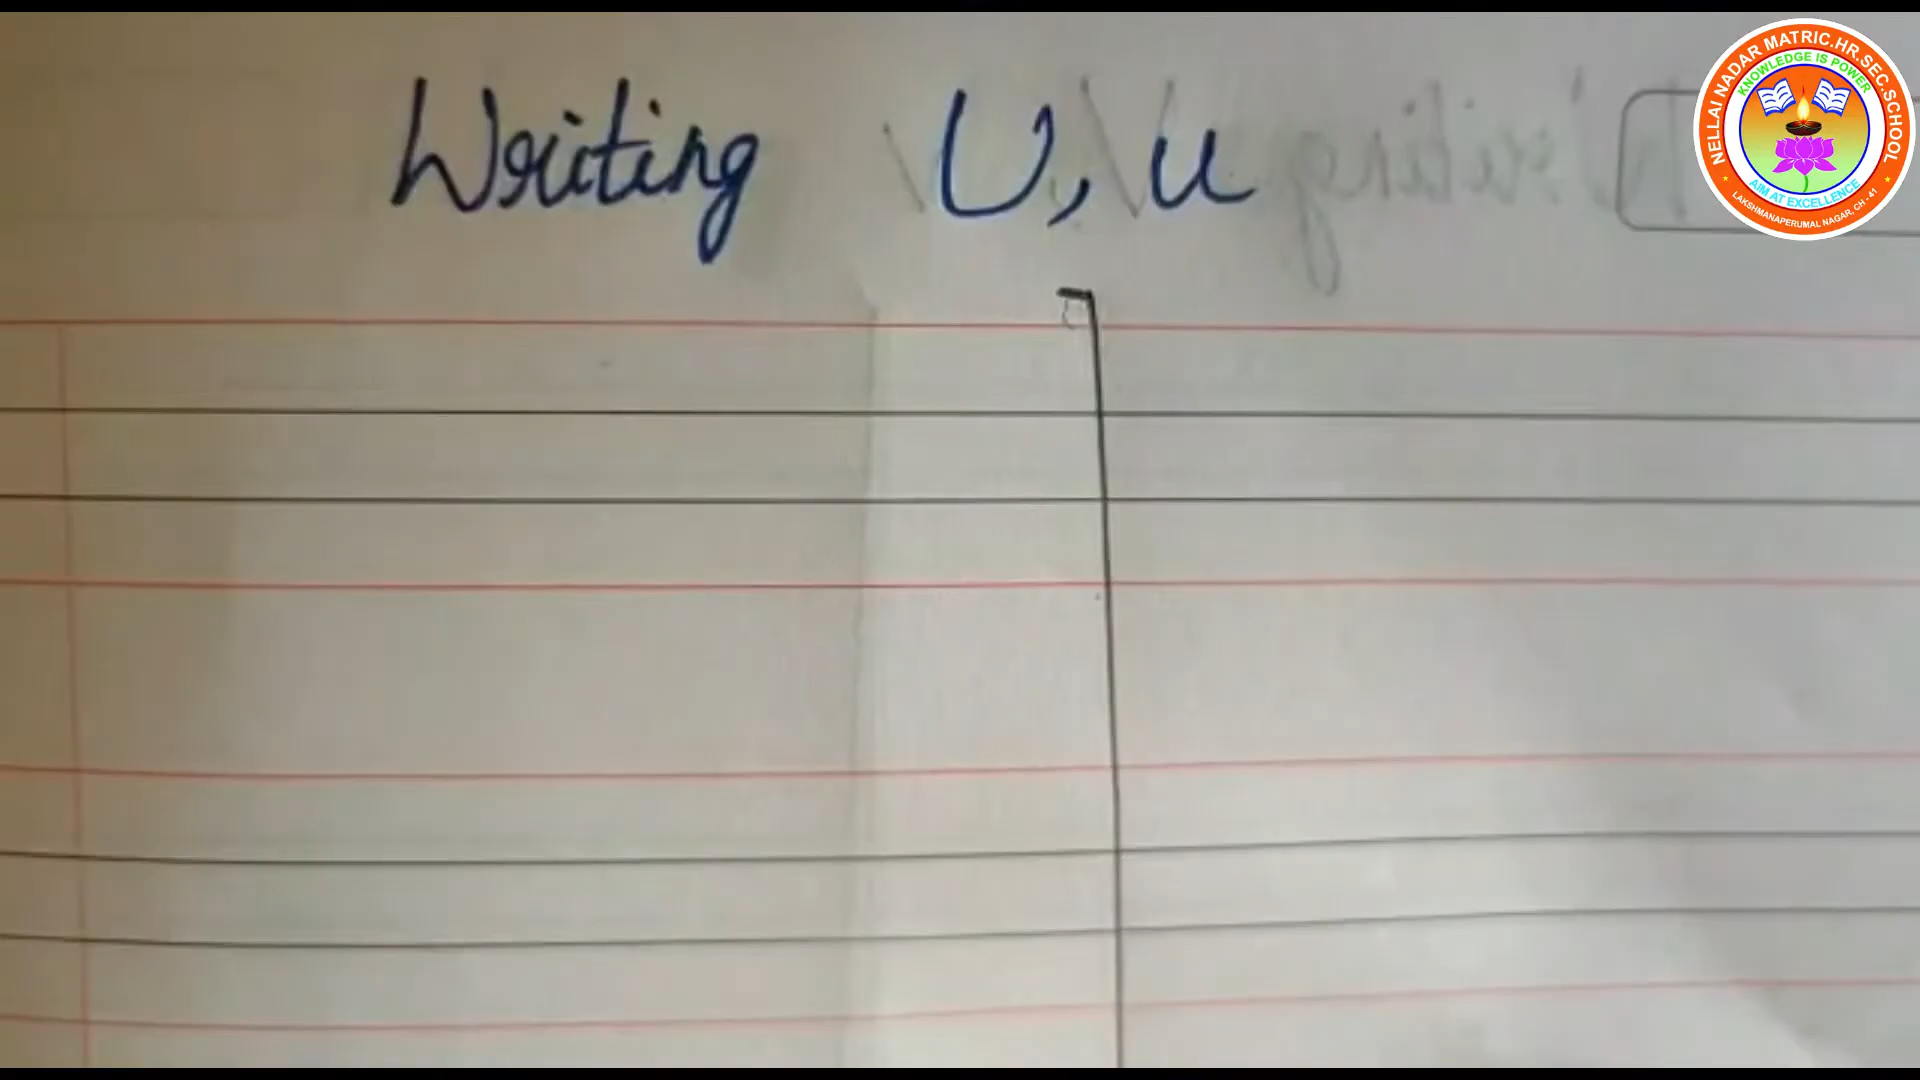 Writing U, u
NELLAI NADAR MATRIC.HR.SEC.SCHOOL
KNOWLEDGE IS POWER
AIM AT EXCELLENCE
LAKSHMANAPERUMAL NAGAR, CH - 41